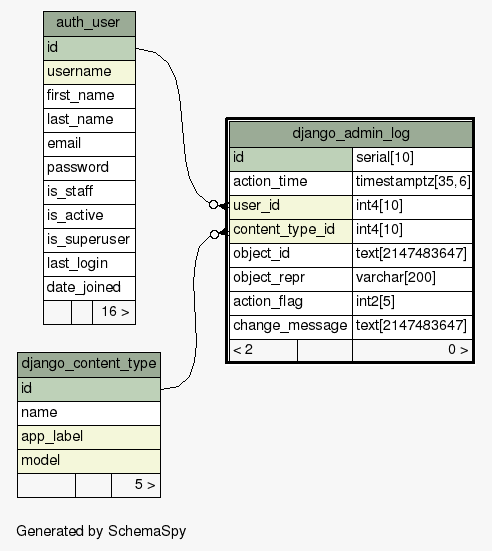 auth_user
id
username
first_name
last_name
email
password
is_staff
is_active
is_superuser
last_login
date_joined
16 >
django_admin_log
id serial[10]
action_time timestamptz[35,6]
user_id int4[10]
content_type_id int4[10]
object_id text[2147483647]
object_repr varchar[200]
action_flag int2[5]
change_message text[2147483647]
< 2 0 >
django_content_type
id
name
app_label
model
5 >
Generated by SchemaSpy